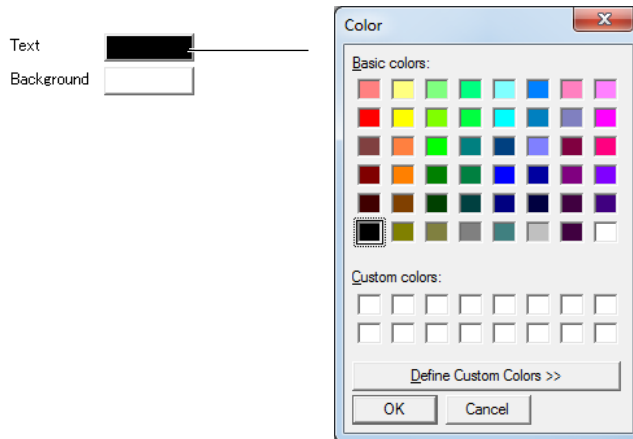 Text
Background
Color
Basic colors:
Custom colors:
Define Custom Colors >>
OK
Cancel